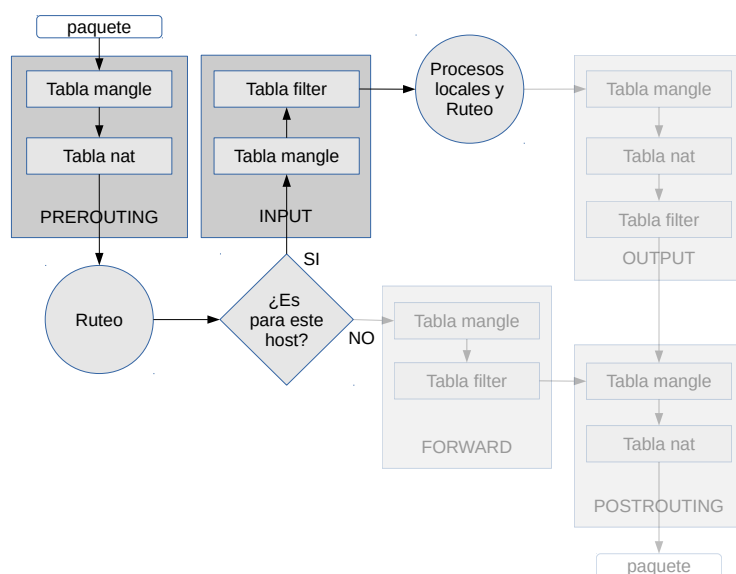 paquete
Tabla mangle
Tabla nat
PREROUTING
Tabla filter
Tabla mangle
INPUT
Procesos
locales y
Ruteo
Tabla mangle
Tabla nat
Tabla filter
OUTPUT
Ruteo
¿Es
para este
host?
SI
NO
Tabla mangle
Tabla filter
FORWARD
Tabla mangle
Tabla nat
POSTROUTING
paquete